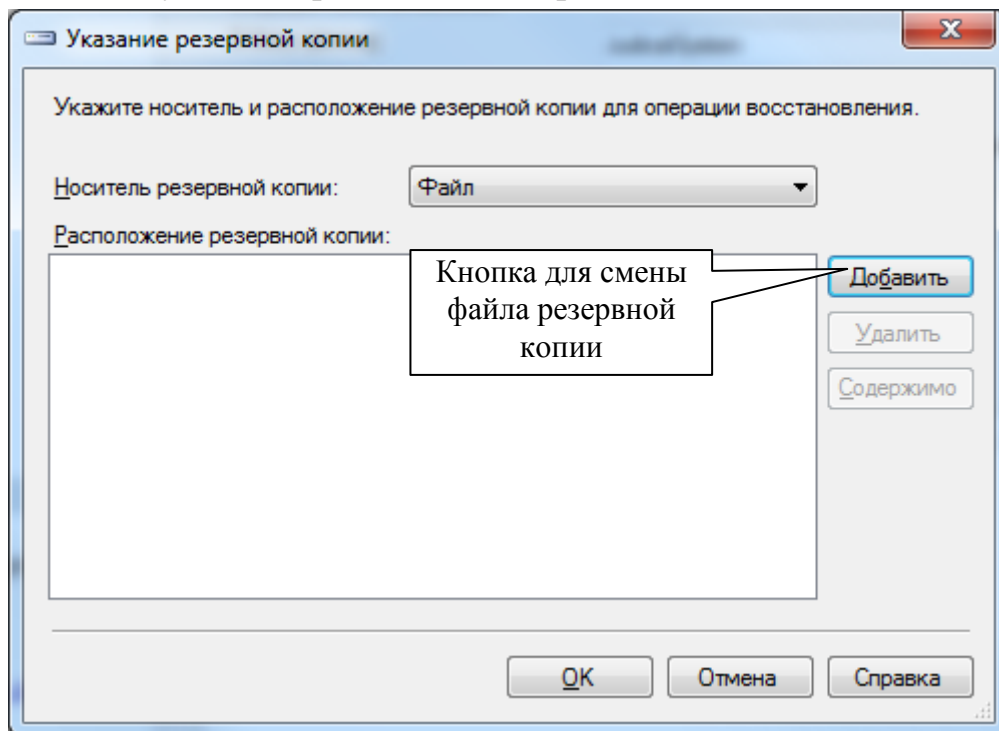 Указание резервной копии
Укажите носитель и расположение резервной копии для операции восстановления.
Носитель резервной копии:
Файл
Расположение резервной копии:
Кнопка для смены
файла резервной
копии
Добавить
Удалить
Содержимо
OK
Отмена
Справка